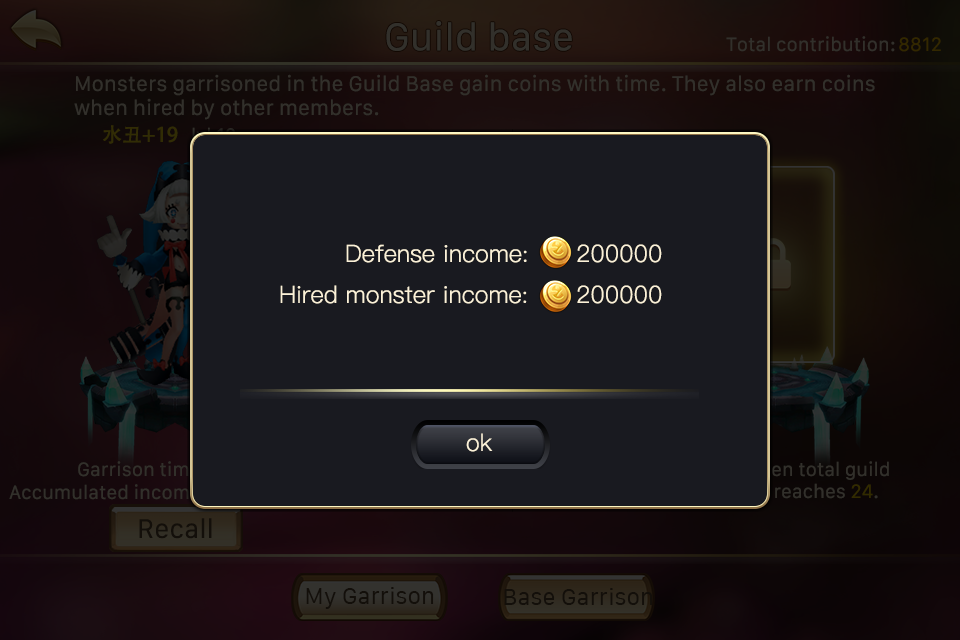 Guild base
Total contribution:8812
Monsters garrisoned in the Guild Base gain coins with time. They also earn coins
when hired by other members.
水丑+19
Defense income: 200000
Hired monster income: 200000
ok
Garrison tim
en total guild
Accumulated incom
reaches 24.
Recall
My Garrison
Base Garrison